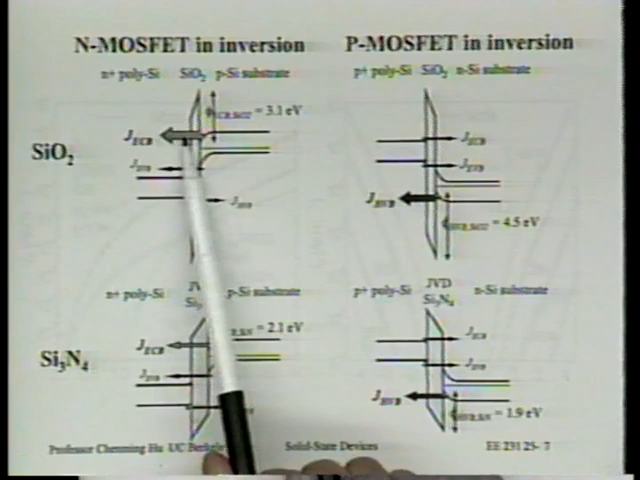 N-MOSFET in inversion P-MOSFET in inversion
n+ poly-Si SiO2 p-Si substrate p+ poly-Si SiO2 n-Si substrate
= 3.1 eV
JECB JECB
SiO2
JEVB JEVB
JHVB JHVB
= 4.5 eV
n+ poly-Si p-Si substrate p+ poly-Si JVD n-Si substrate
Si3N4
= 2.1 eV
JECB JECB
Si3N4
JEVB JEVB
JHVB
= 1.9 eV
Professor Chenming Hu UC Solid-State Devices EE 231 25- 7